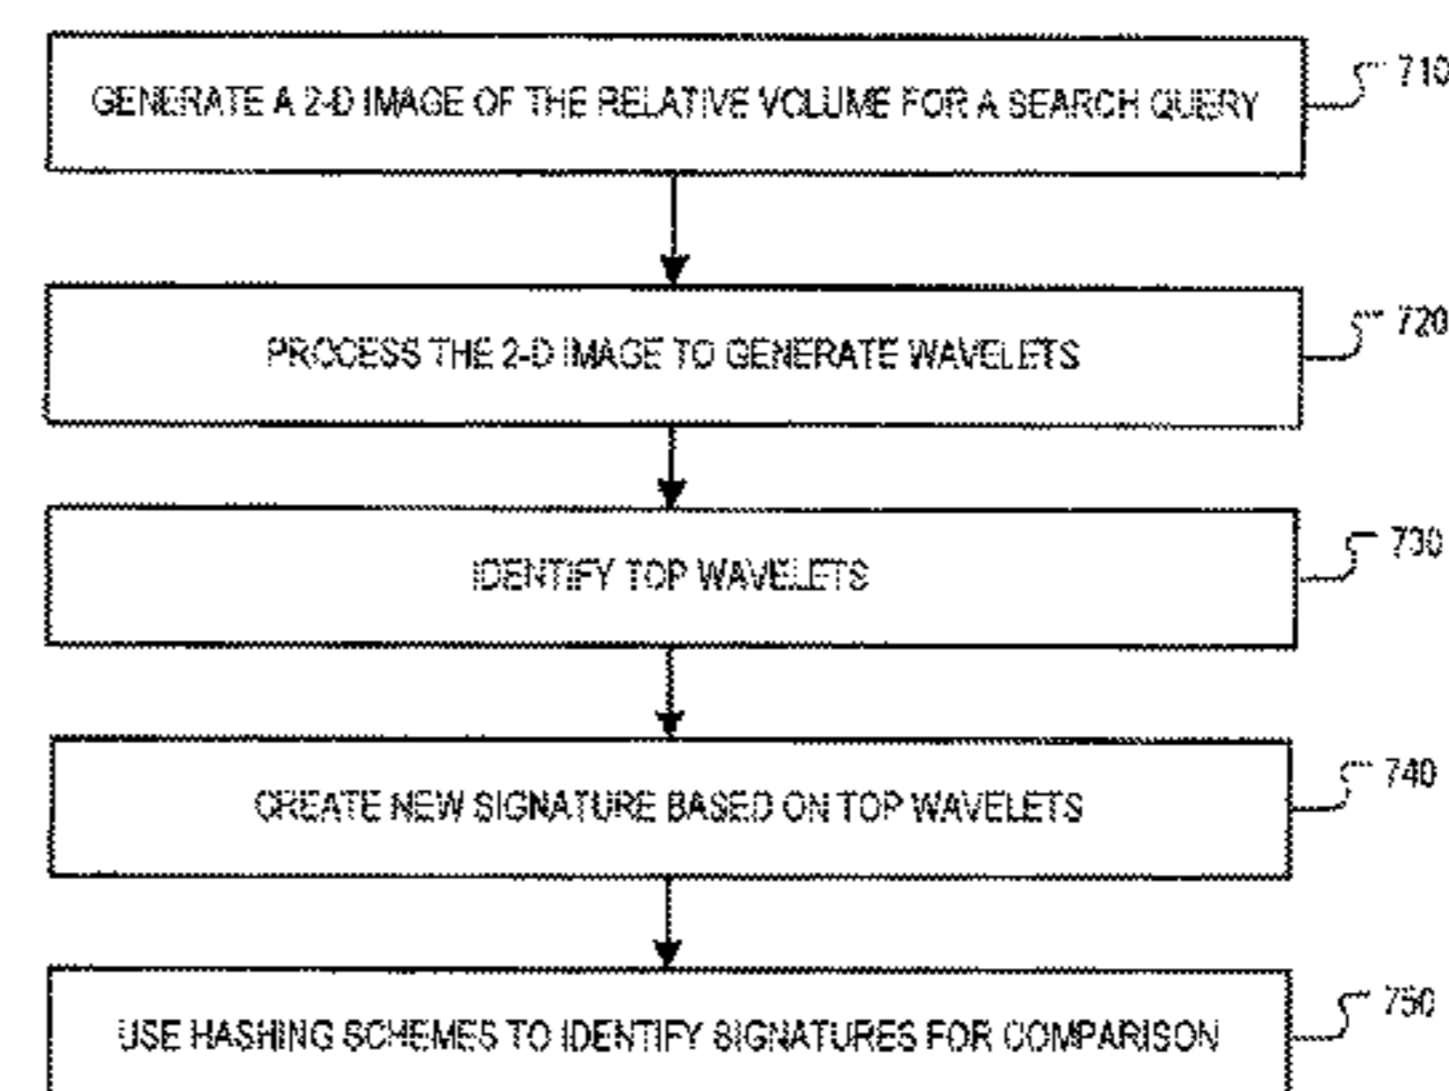 GENERATE A 2-D IMAGE OF THE RELATIVE VOLUME FOR A SEARCH QUERY
710
PROCESS THE 2-D IMAGE TO GENERATE WAVELETS
720
IDENTIFY TOP WAVELETS
730
CREATE NEW SIGNATURE BASED ON TOP WAVELETS
740
USE HASHING SCHEMES TO IDENTIFY SIGNATURES FOR COMPARISON
750